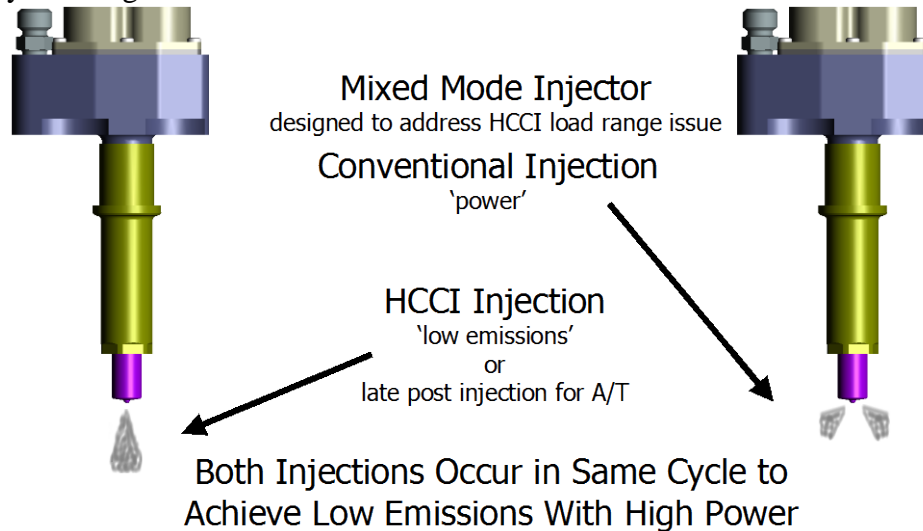 Mixed Mode Injector
designed to address HCCI load range issue
Conventional Injection
‘power’
HCCI Injection
‘low emissions’
or
late post injection for A/T
Both Injections Occur in Same Cycle to
Achieve Low Emissions With High Power